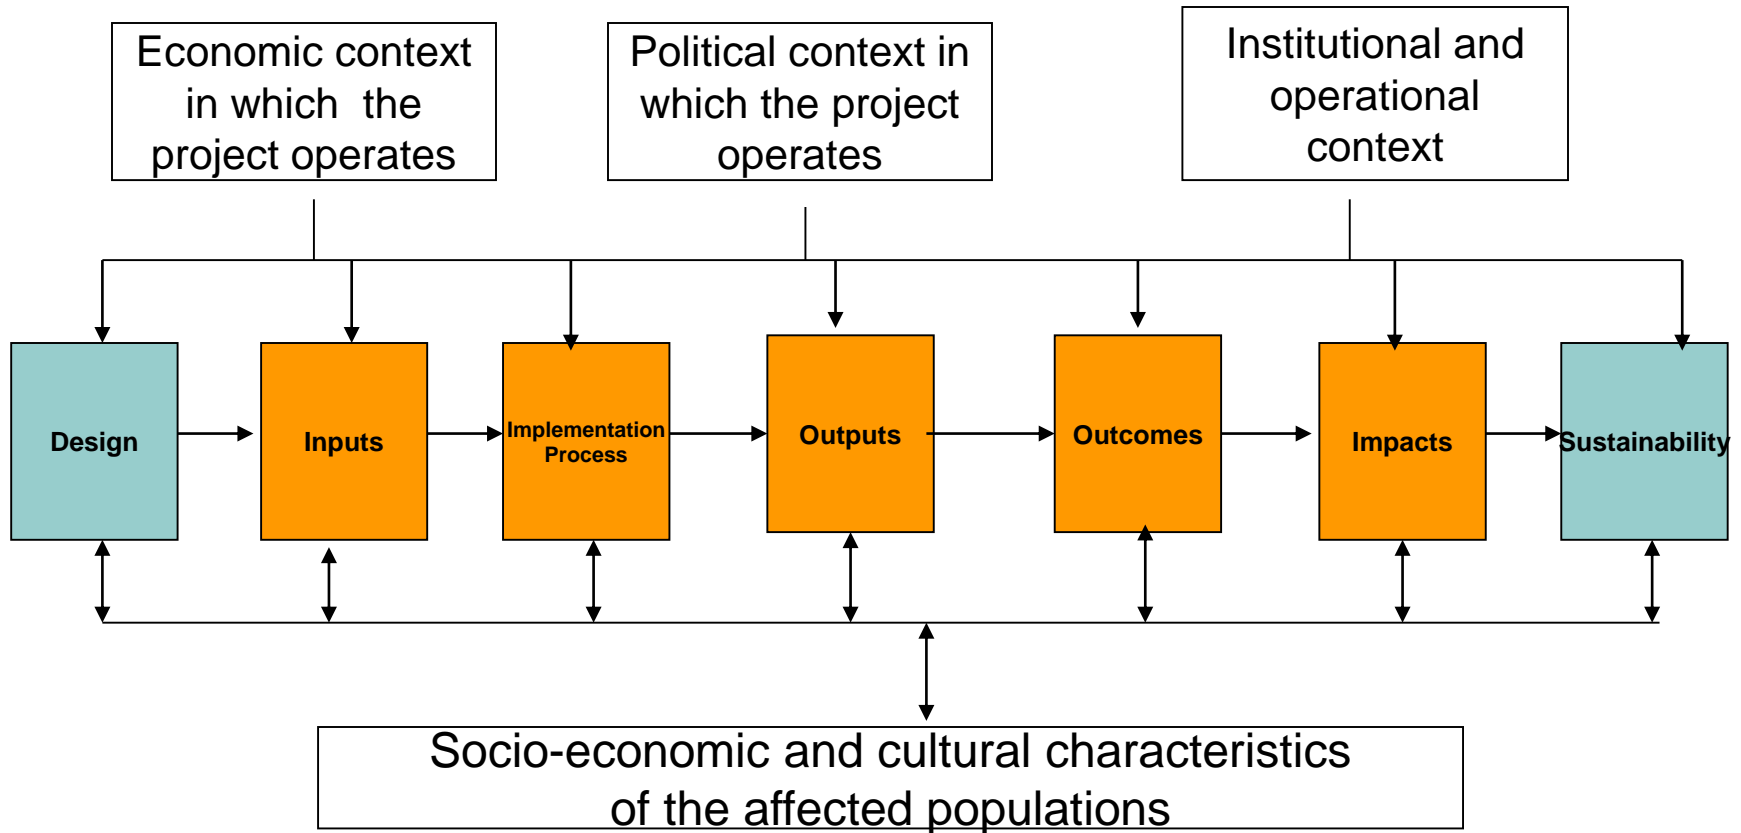 Economic context
in which the
project operates
Political context in
which the project
operates
Institutional and
operational
context
Design
Inputs
Implementation
Process
Outputs
Outcomes
Impacts
Sustainability
Socio-economic and cultural characteristics
of the affected populations